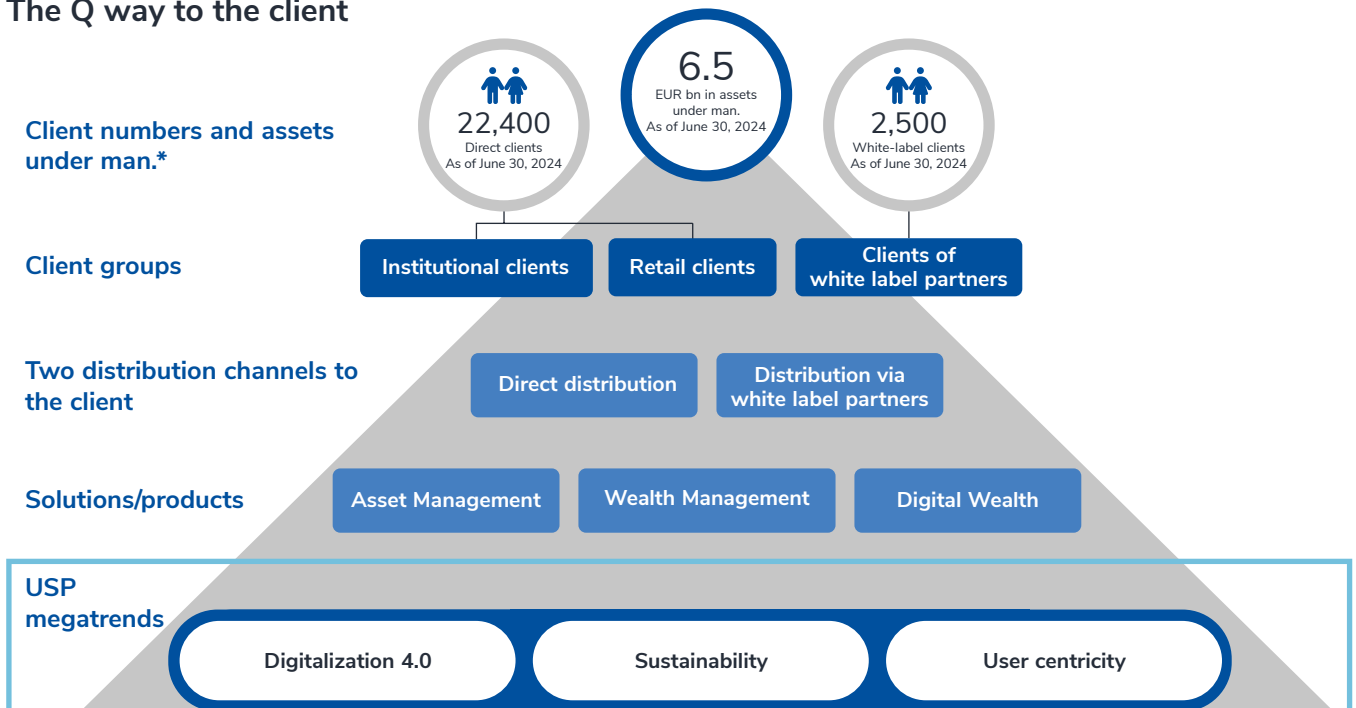 The Q way to the client
6.5
EUR bn in assets
under man.
As of June 30, 2024
22,400
Direct clients
As of June 30, 2024
2,500
White-label clients
As of June 30, 2024
Client numbers and assets
under man.*
Client groups
Institutional clients
Retail clients
Clients of
white label partners
Two distribution channels to
the client
Direct distribution
Distribution via
white label partners
Solutions/products
Asset Management
Wealth Management
Digital Wealth
USP
megatrends
Digitalization 4.0
Sustainability
User centricity